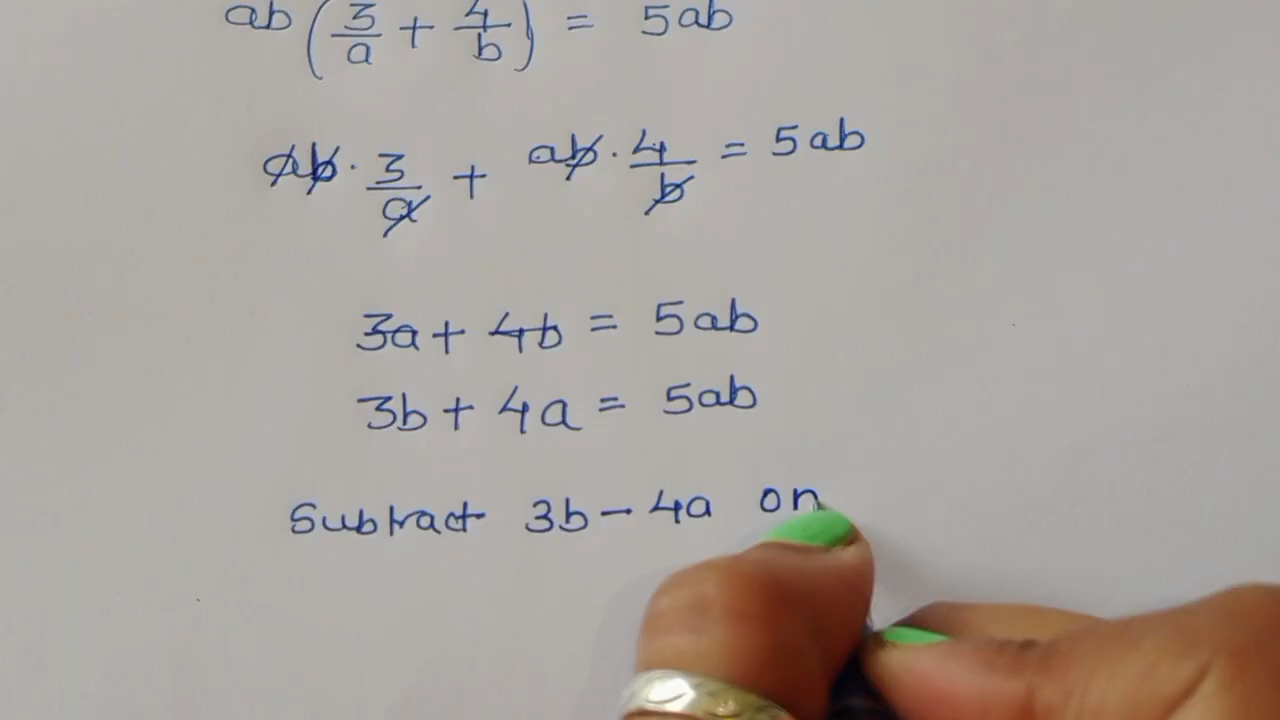 ab(3/a + 4/b) = 5ab
ab · 3/a + ab · 4/b = 5ab
3a + 4b = 5ab
3b + 4a = 5ab
Subtract 3b - 4a on